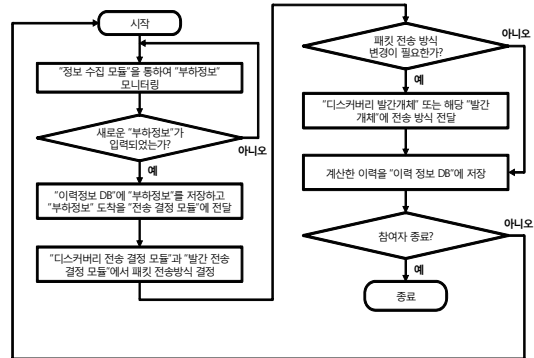 시작
"정보 수집 모듈"을 통하여 "부하정보"
모니터링
새로운 "부하정보"가
입력되었는가?
아니오
예
"이력정보 DB"에 "부하정보"를 저장하고
"부하정보" 도착을 "전송 결정 모듈"에 전달
"디스커버리 전송 결정 모듈"과 "발간 전송
결정 모듈"에서 패킷 전송방식 결정
패킷 전송 방식
변경이 필요한가?
아니오
예
"디스커버리 발간개체" 또는 해당 "발간
개체"에 전송 방식 전달
계산한 이력을 "이력 정보 DB"에 저장
참여자 종료?
아니오
예
종료